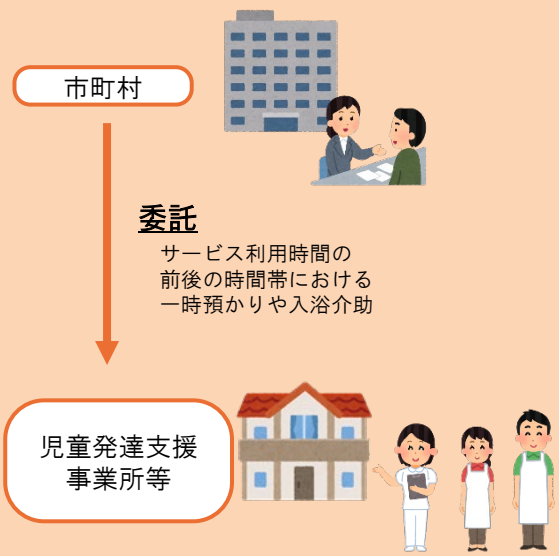 市町村
委託
サービス利用時間の
前後の時間帯における
一時預かりや入浴介助
児童発達支援
事業所等